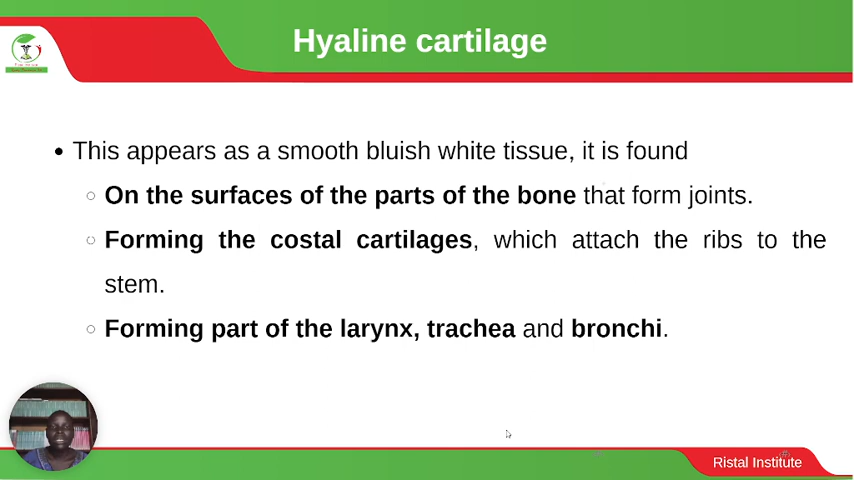 Hyaline cartilage
This appears as a smooth bluish white tissue, it is found
On the surfaces of the parts of the bone that form joints.
Forming the costal cartilages, which attach the ribs to the
stem.
Forming part of the larynx, trachea and bronchi.
Ristal Institute